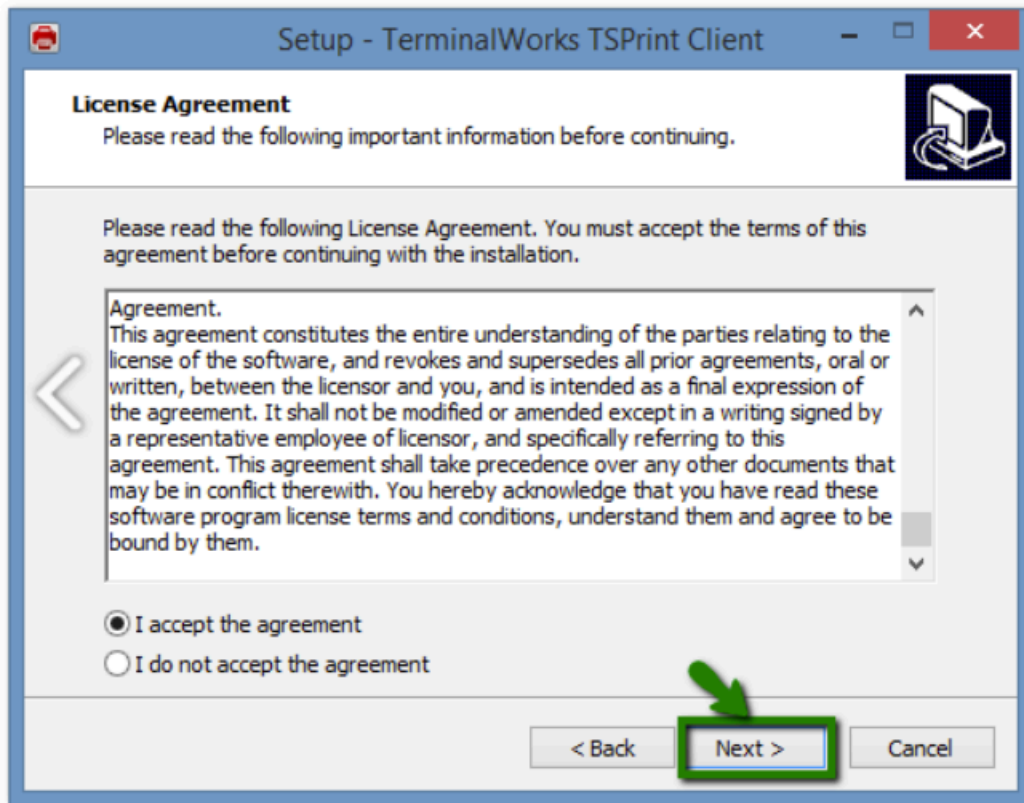 Setup - TerminalWorks TSPrint Client
License Agreement
Please read the following important information before continuing.
Please read the following License Agreement. You must accept the terms of this
agreement before continuing with the installation.
Agreement.
This agreement constitutes the entire understanding of the parties relating to the
license of the software, and revokes and supersedes all prior agreements, oral or
written, between the licensor and you, and is intended as a final expression of
the agreement. It shall not be modified or amended except in a writing signed by
a representative employee of licensor, and specifically referring to this
agreement. This agreement shall take precedence over any other documents that
may be in conflict therewith. You hereby acknowledge that you have read these
software program license terms and conditions, understand them and agree to be
bound by them.
I accept the agreement
I do not accept the agreement
< Back Next > Cancel